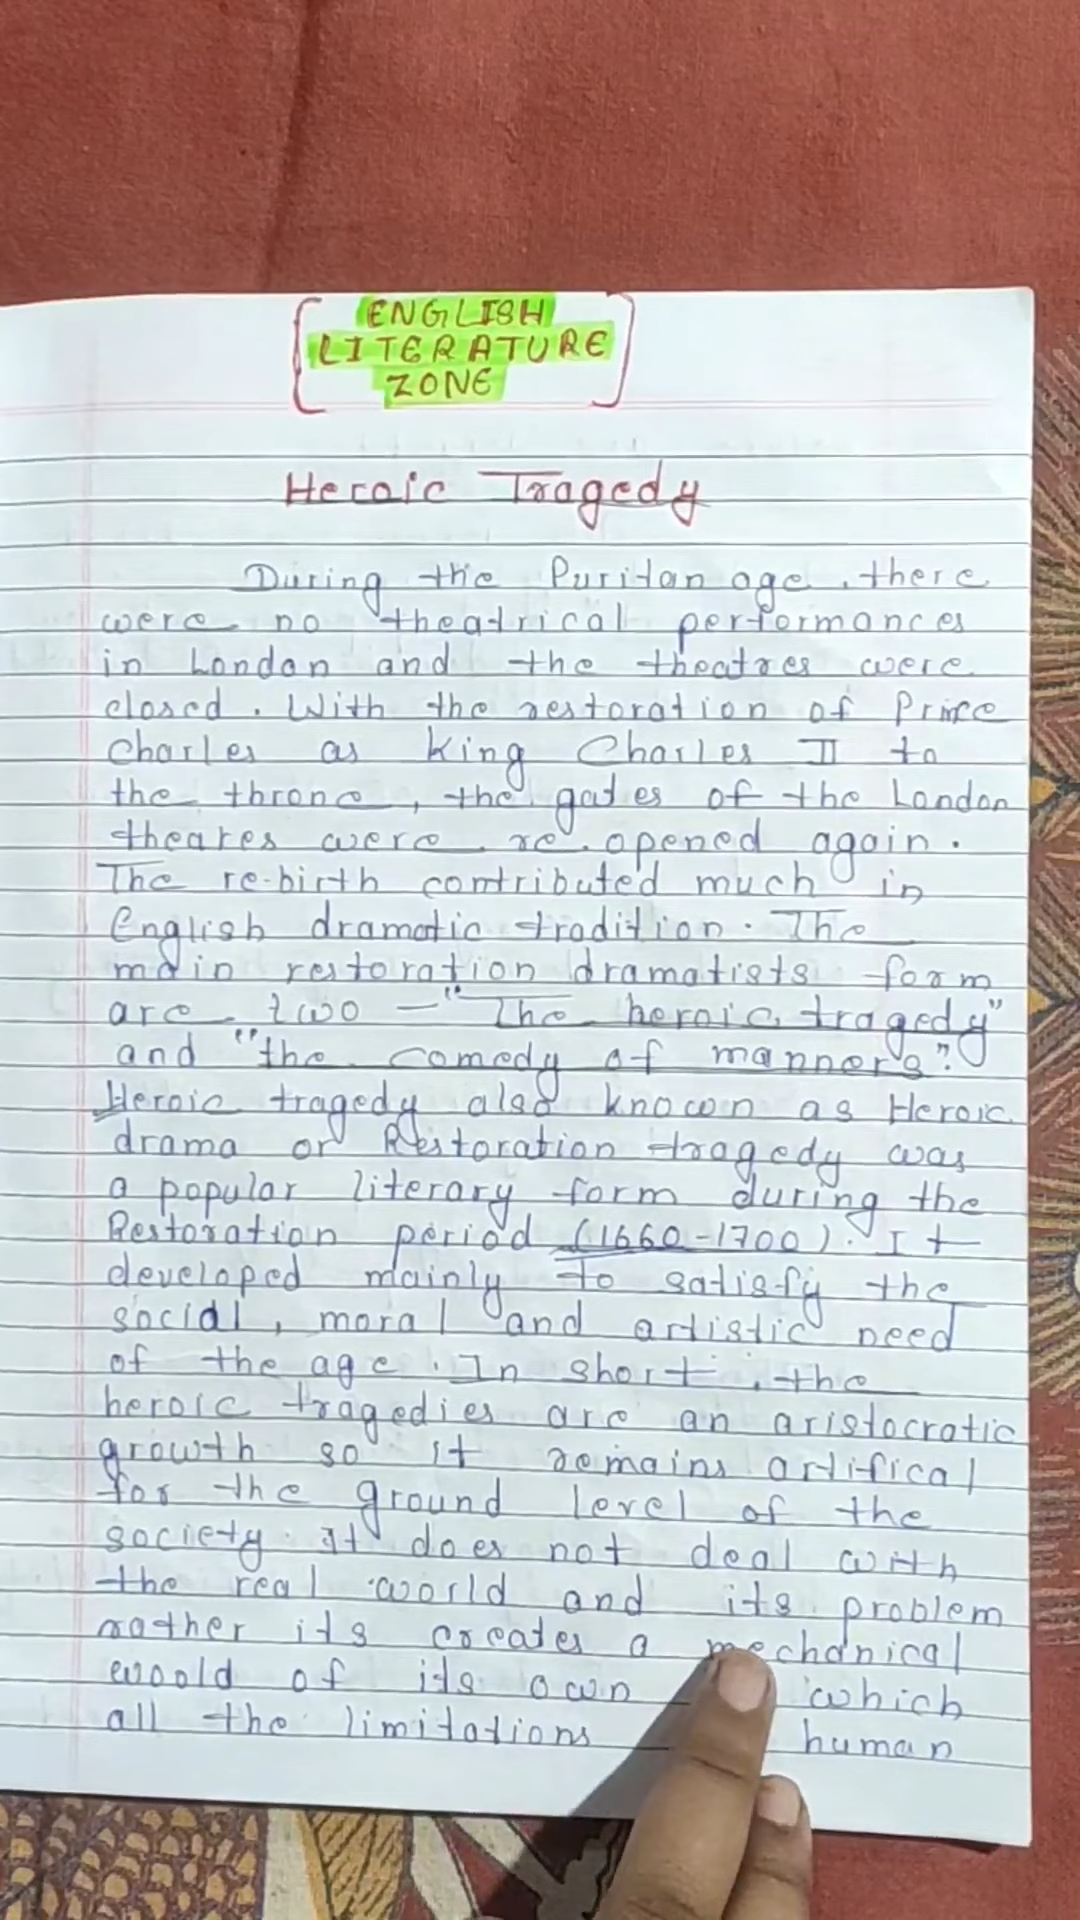 ENGLISH
LITERATURE
ZONE
Heroic Tragedy
During the Puritan age, there
were no theatrical performances
in London and the theatres were
closed. With the restoration of Prince
Charles as King Charles II to
the throne, the gates of the London
theares were re.opened again.
The re-birth contributed much in
English dramatic tradition. The
main restoration dramatists form
are two - "The heroic tragedy"
and "the comedy of manners".
Heroic tragedy also known as Heroic
drama or Restoration tragedy was
a popular literary form during the
Restoration period (1660-1700). It
developed mainly to satisfy the
social, moral and artistic need
of the age. In short, the
heroic tragedies are an aristocratic
growth so it remains artifical
for the ground level of the
society. It does not deal with
the real world and its problem
rather its creates a mechanical
woold of its own which
all the limitations human